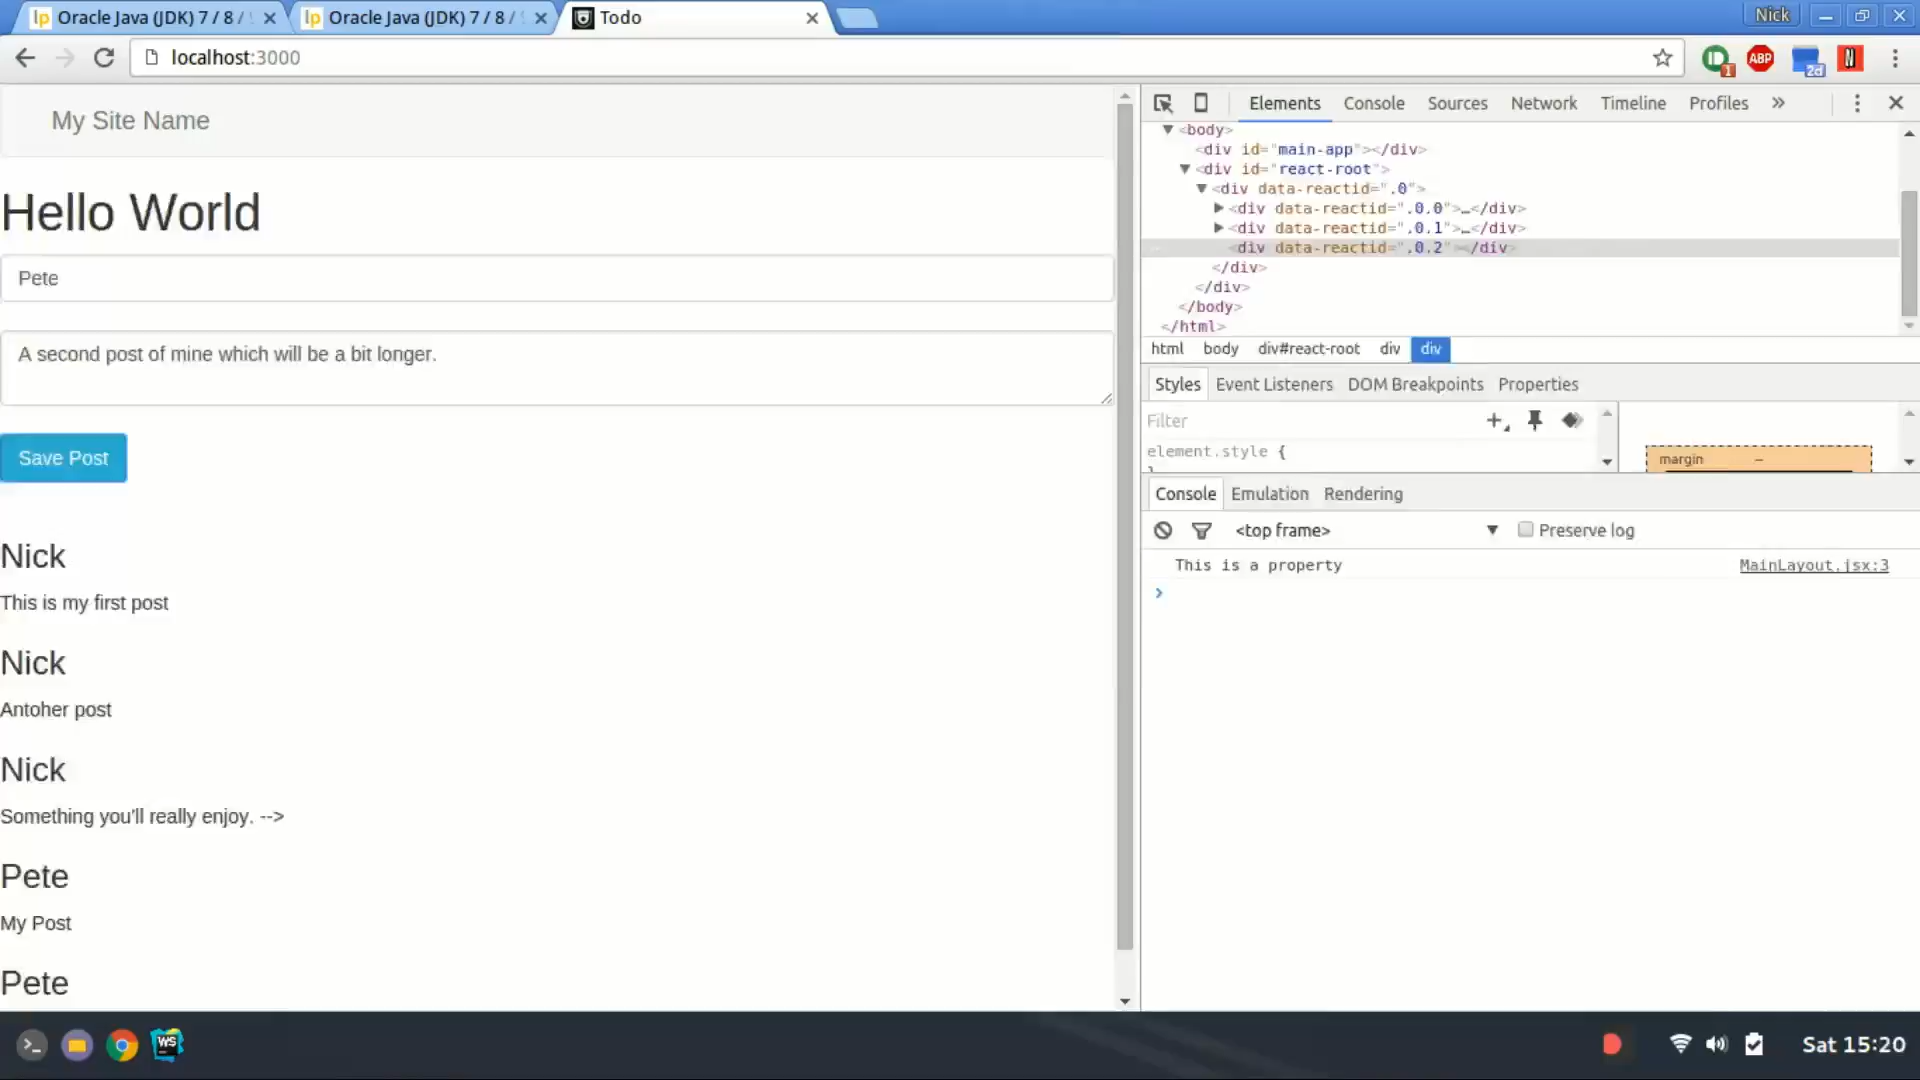 Oracle Java (JDK) 7 / 8 /
Oracle Java (JDK) 7 / 8 /
Todo
Nick
localhost:3000
1
ABP
2d
My Site Name
Hello World
Pete
A second post of mine which will be a bit longer.
Save Post
Nick
This is my first post
Nick
Antoher post
Nick
Something you'll really enjoy. -->
Pete
My Post
Pete
Elements Console Sources Network Timeline Profiles »
<body>
<div id="main-app"></div>
<div id="react-root">
<div data-reactid=".0">
<div data-reactid=".0.0">…</div>
<div data-reactid=".0.1">…</div>
<div data-reactid=".0.2"></div>
</div>
</div>
</body>
</html>
html body div#react-root div div
Styles Event Listeners DOM Breakpoints Properties
Filter
element.style {
margin –
Console Emulation Rendering
<top frame> Preserve log
This is a property MainLayout.jsx:3
WS
Sat 15:20